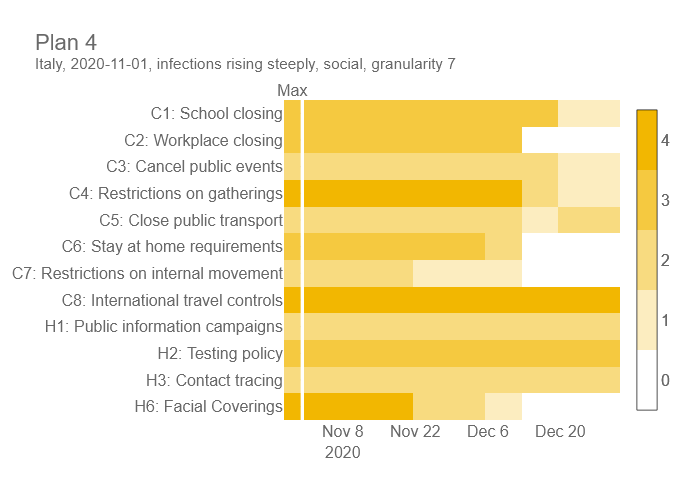 Plan 4
Italy, 2020-11-01, infections rising steeply, social, granularity 7
Max
C1: School closing
C2: Workplace closing
C3: Cancel public events
C4: Restrictions on gatherings
C5: Close public transport
C6: Stay at home requirements
C7: Restrictions on internal movement
C8: International travel controls
H1: Public information campaigns
H2: Testing policy
H3: Contact tracing
H6: Facial Coverings
Nov 8 Nov 22 Dec 6 Dec 20
2020
4
3
2
1
0